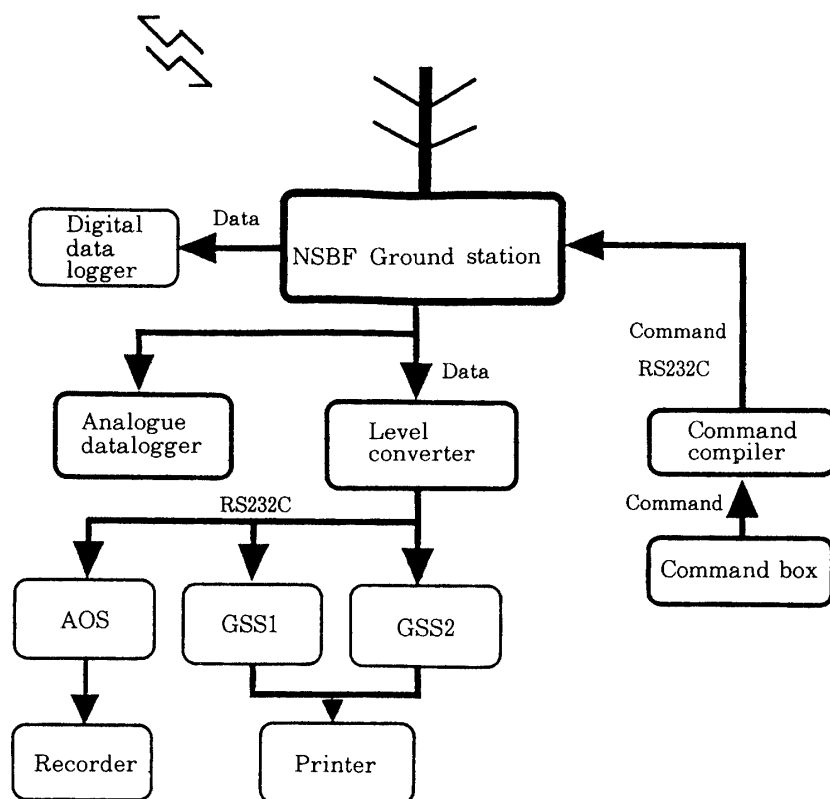 Digital
data
logger
Data
NSBF Ground station
Command
RS232C
Data
Analogue
datalogger
Level
converter
Command
compiler
RS232C
Command
Command box
AOS
GSS1
GSS2
Recorder
Printer